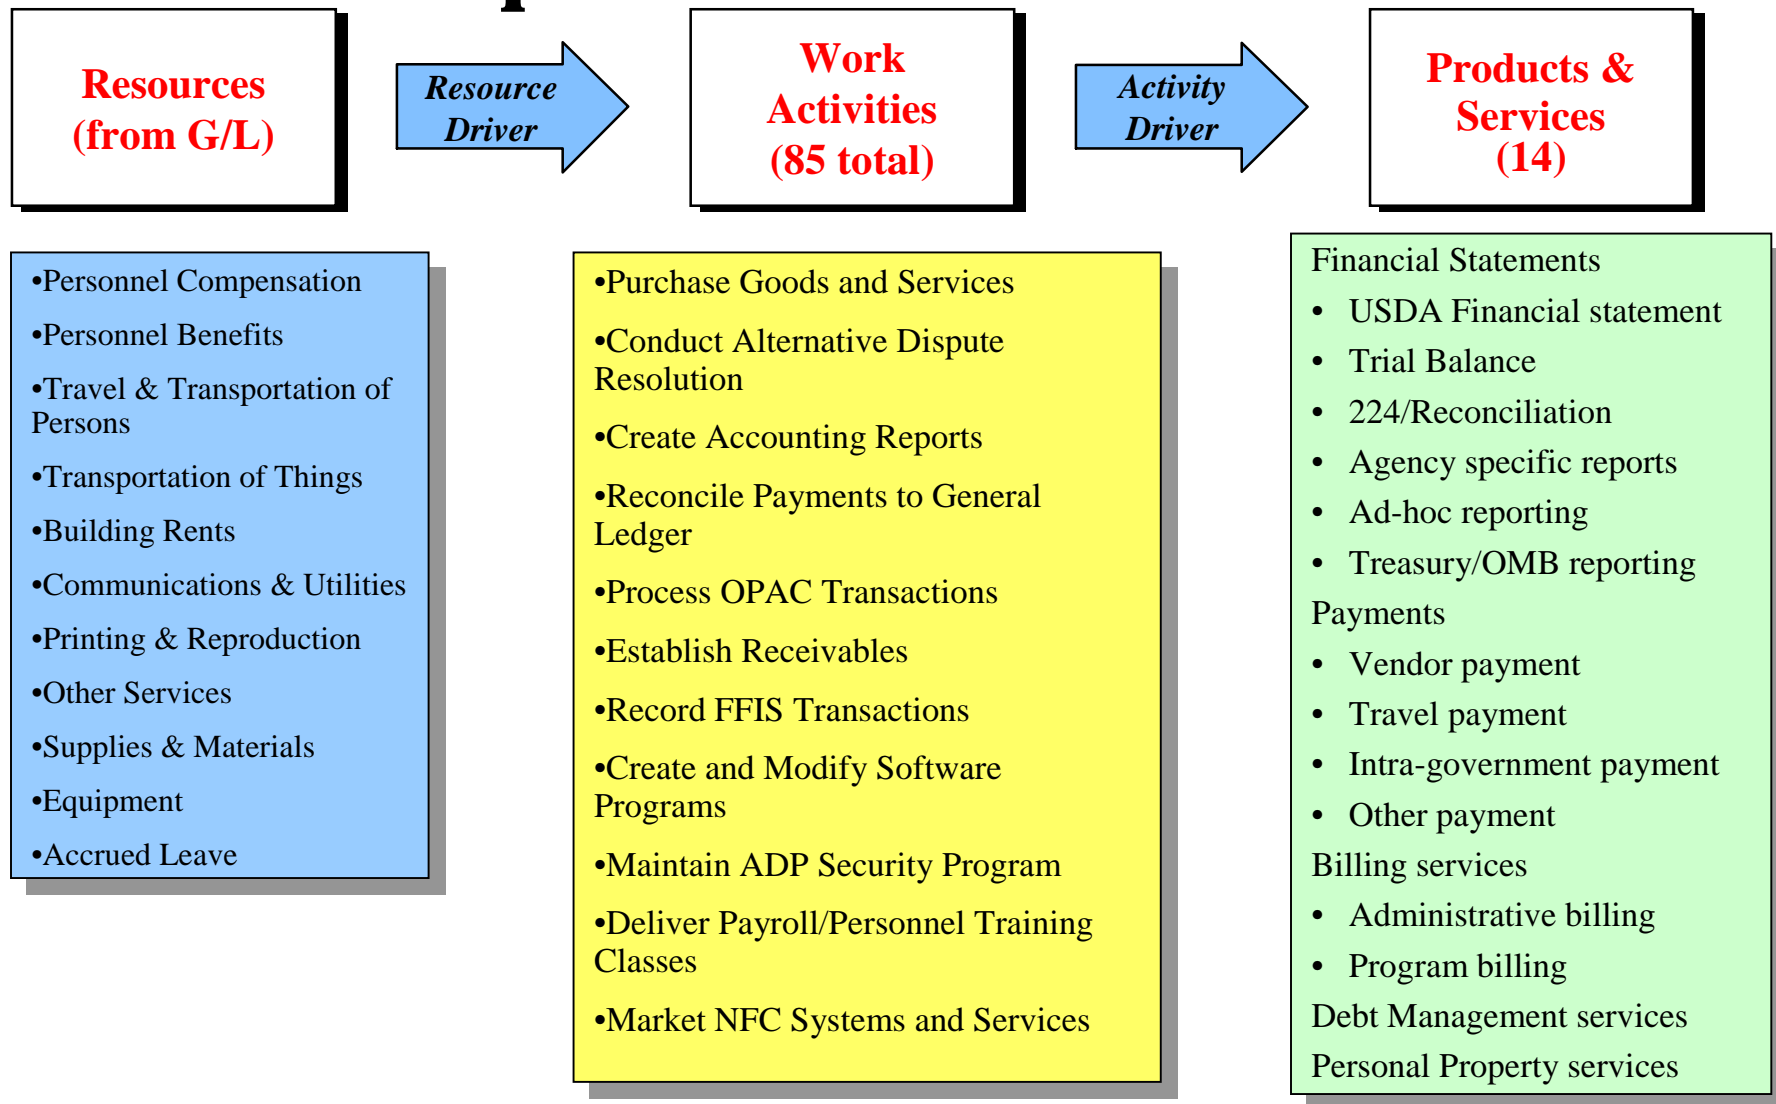 Resources
(from G/L)
Resource
Driver
Work
Activities
(85 total)
Activity
Driver
Products &
Services
(14)
•Personnel Compensation
•Personnel Benefits
•Travel & Transportation of
Persons
•Transportation of Things
•Building Rents
•Communications & Utilities
•Printing & Reproduction
•Other Services
•Supplies & Materials
•Equipment
•Accrued Leave
•Purchase Goods and Services
•Conduct Alternative Dispute
Resolution
•Create Accounting Reports
•Reconcile Payments to General
Ledger
•Process OPAC Transactions
•Establish Receivables
•Record FFIS Transactions
•Create and Modify Software
Programs
•Maintain ADP Security Program
•Deliver Payroll/Personnel Training
Classes
•Market NFC Systems and Services
Financial Statements
• USDA Financial statement
• Trial Balance
• 224/Reconciliation
• Agency specific reports
• Ad-hoc reporting
• Treasury/OMB reporting
Payments
• Vendor payment
• Travel payment
• Intra-government payment
• Other payment
Billing services
• Administrative billing
• Program billing
Debt Management services
Personal Property services